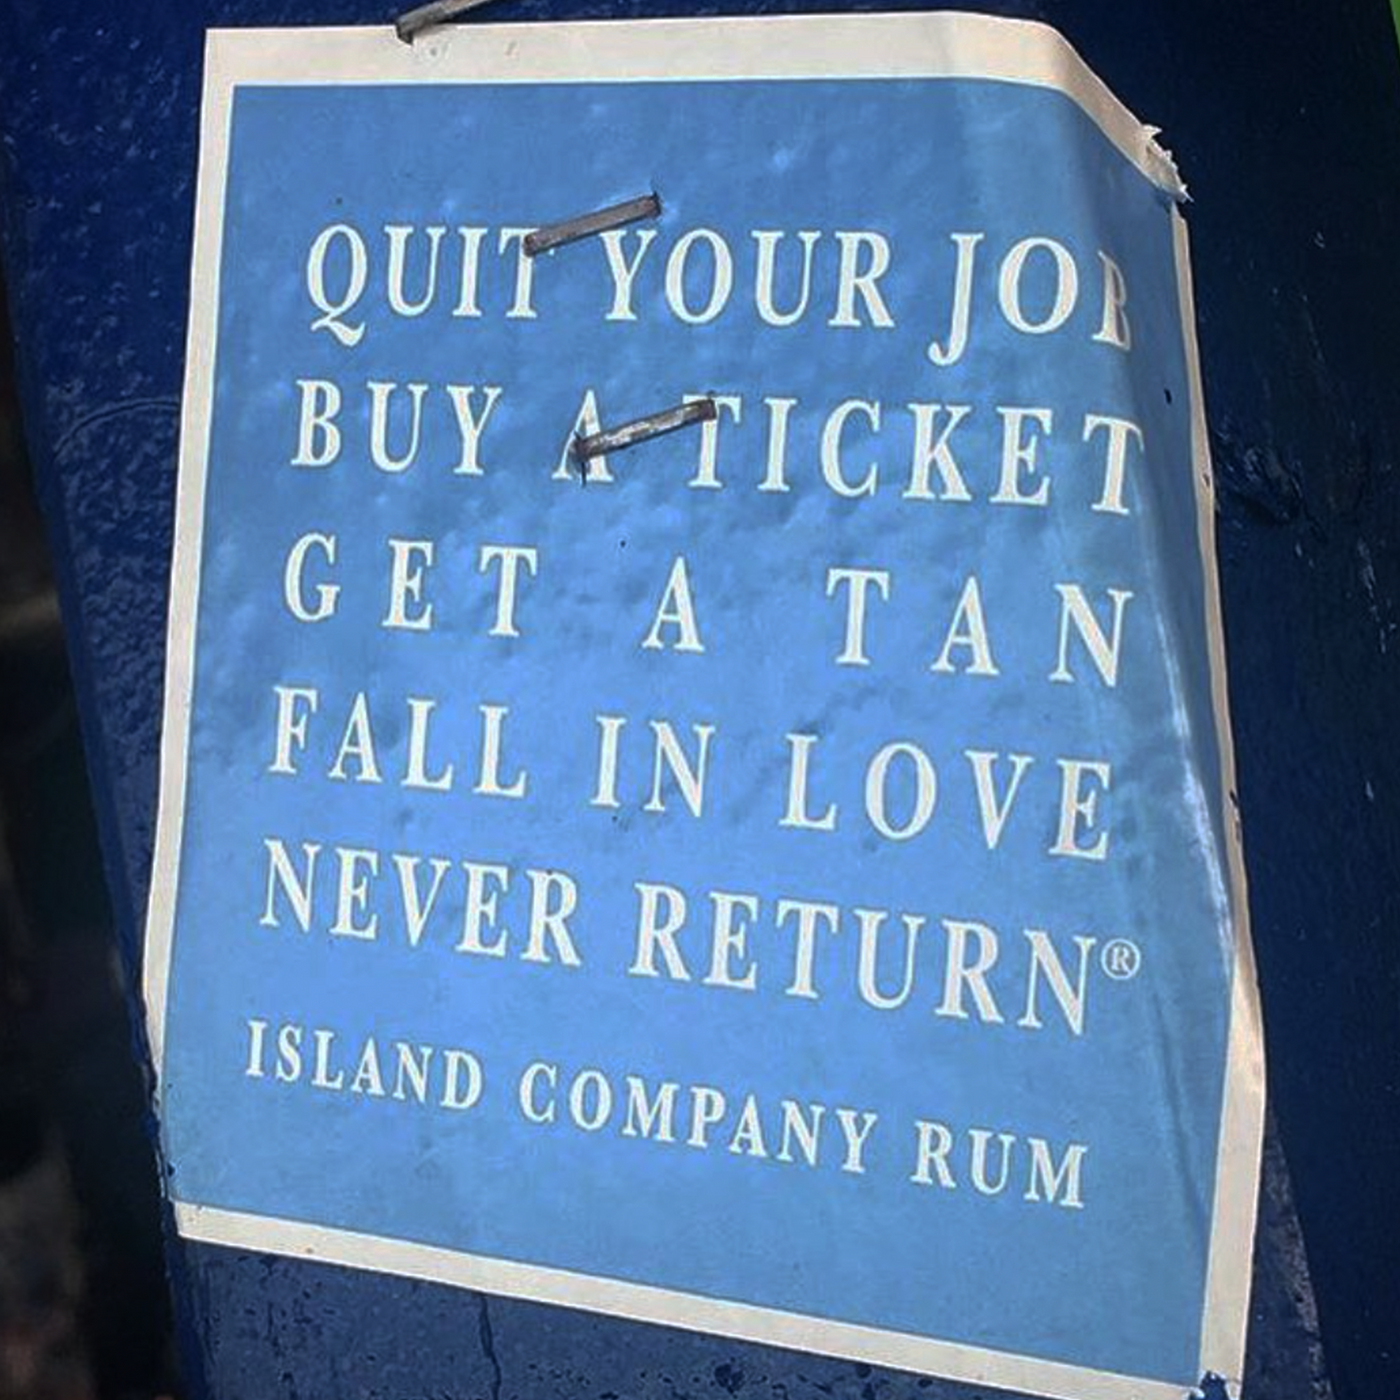 QUIT YOUR JOB
BUY A TICKET
GET A TAN
FALL IN LOVE
NEVER RETURN®
ISLAND COMPANY RUM